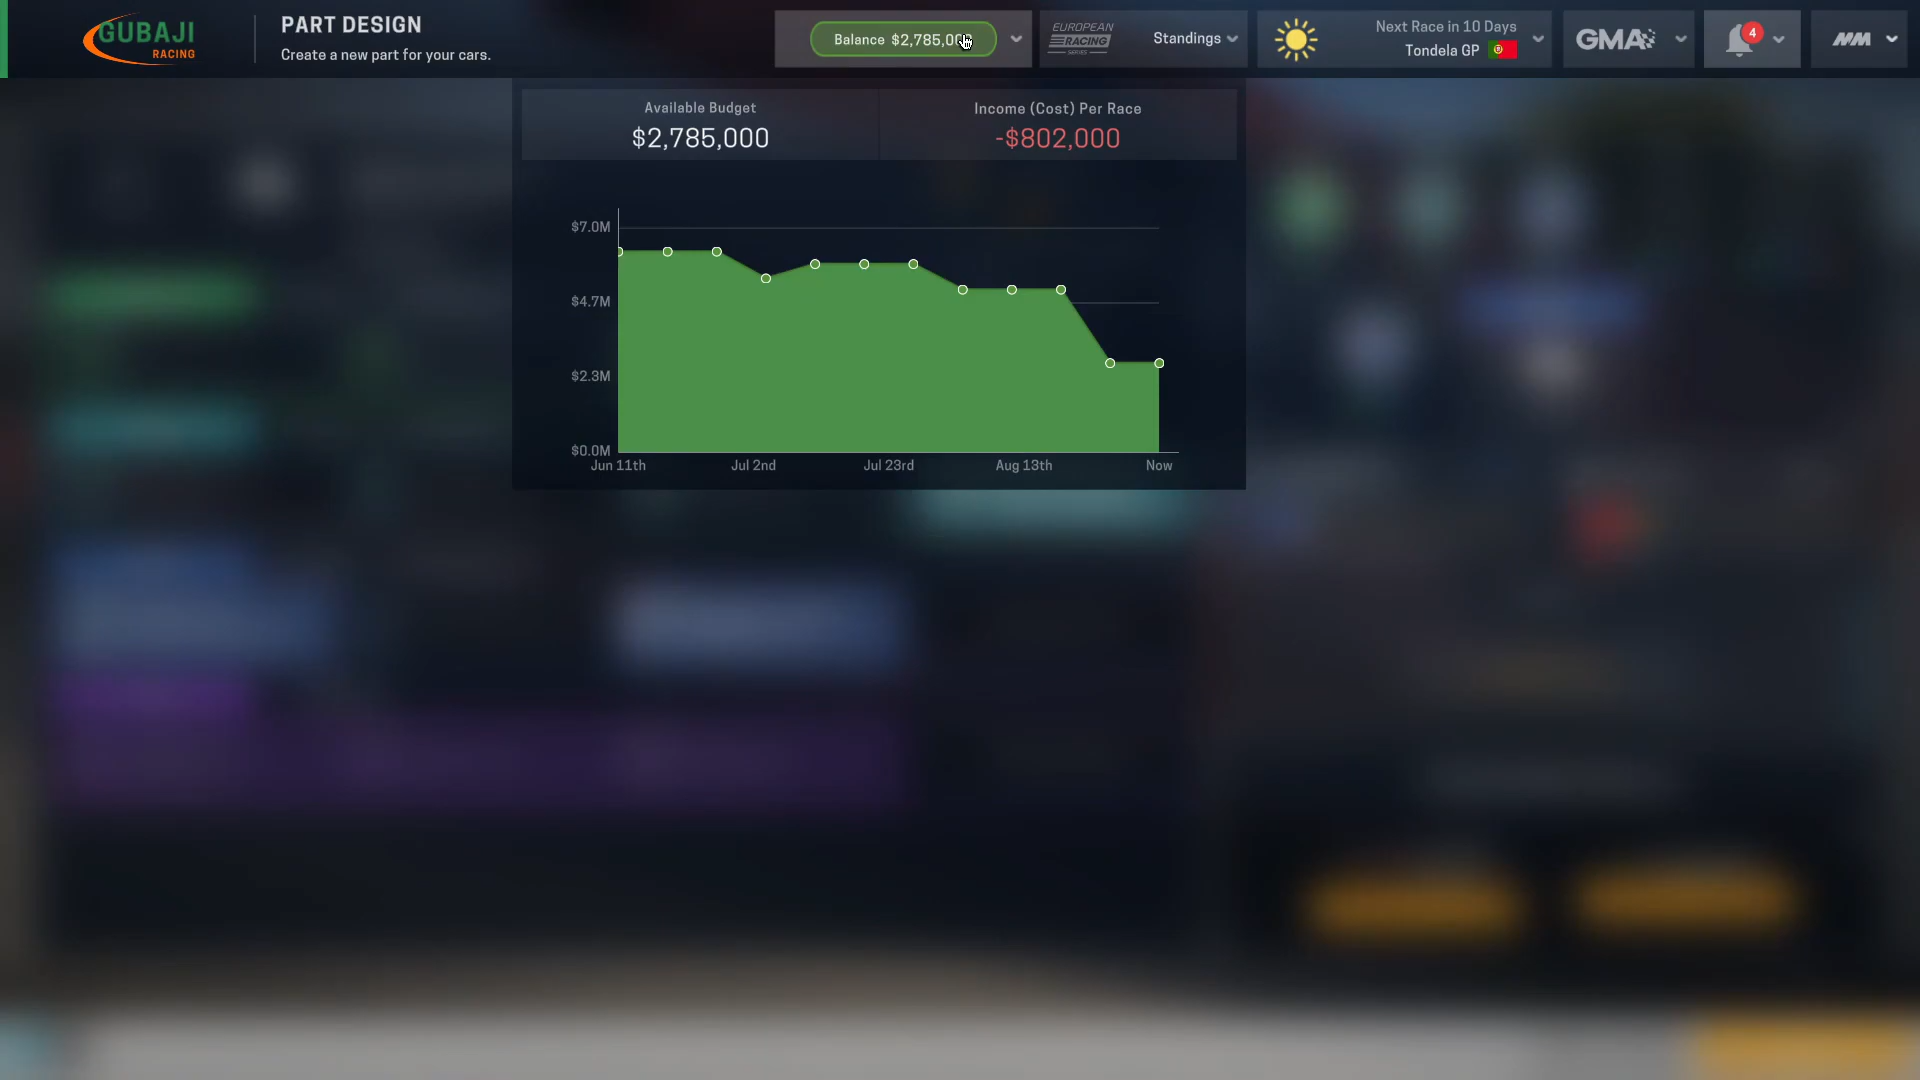 GUBAJI
RACING
PART DESIGN
Create a new part for your cars.
Balance $2,785,000
EUROPEAN
RACING
SERIES
Standings
Next Race in 10 Days
Tondela GP
GMA
4
Available Budget
$2,785,000
Income (Cost) Per Race
-$802,000
$7.0M
$4.7M
$2.3M
$0.0M
Jun 11th
Jul 2nd
Jul 23rd
Aug 13th
Now